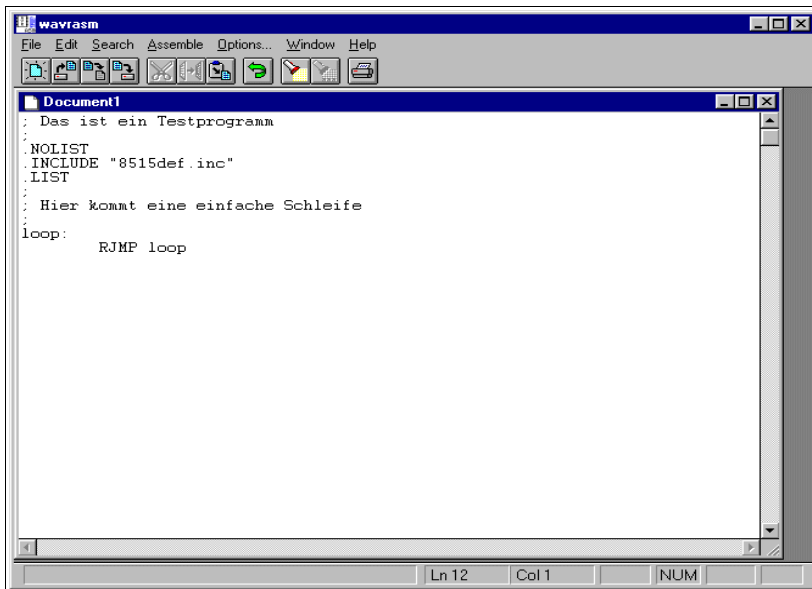 wavrasm
File Edit Search Assemble Options... Window Help
Document1
; Das ist ein Testprogramm
;
.NOLIST
.INCLUDE "8515def.inc"
.LIST
;
; Hier kommt eine einfache Schleife
;
loop:
        RJMP loop
Ln 12 Col 1 NUM